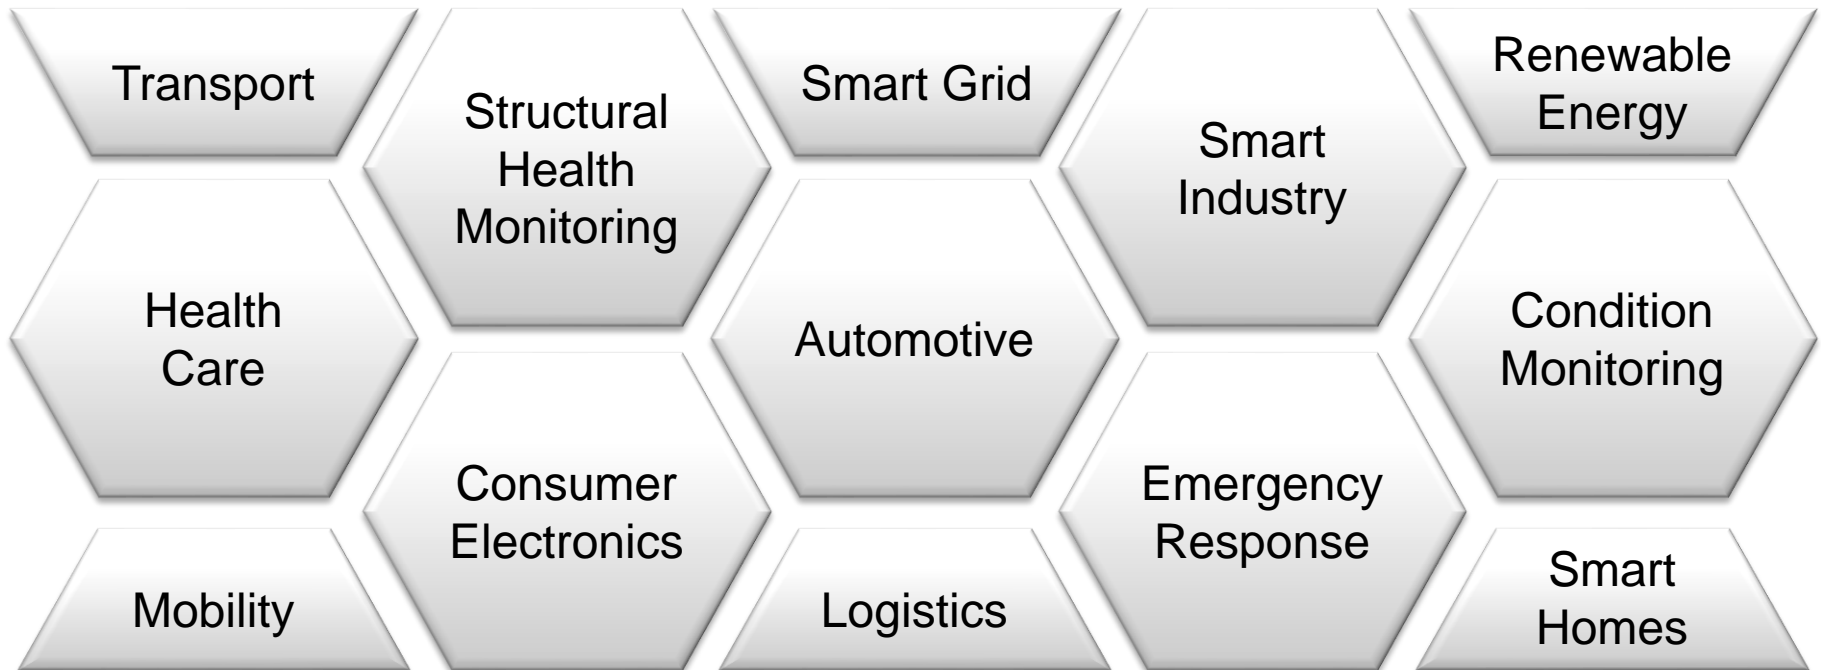 Transport
Structural
Health
Monitoring
Smart Grid
Smart
Industry
Renewable
Energy
Health
Care
Automotive
Condition
Monitoring
Consumer
Electronics
Emergency
Response
Mobility
Logistics
Smart
Homes